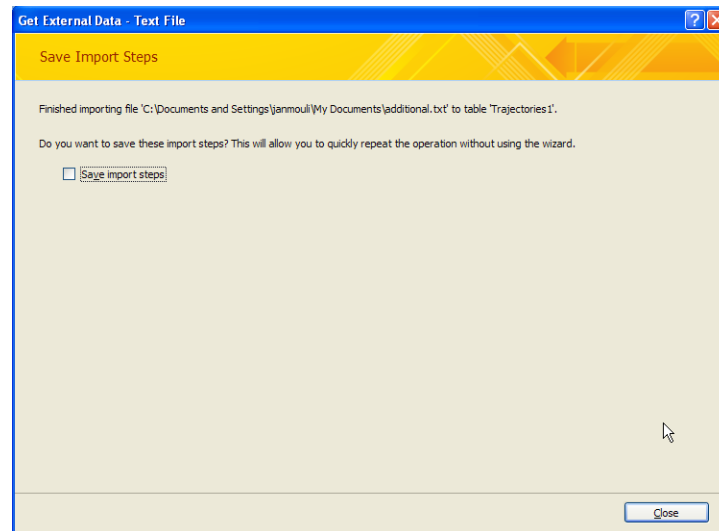 Get External Data - Text File
Save Import Steps
Finished importing file 'C:\Documents and Settings\janmouli\My Documents\additional.txt' to table 'Trajectories1'.
Do you want to save these import steps? This will allow you to quickly repeat the operation without using the wizard.
Save import steps
Close